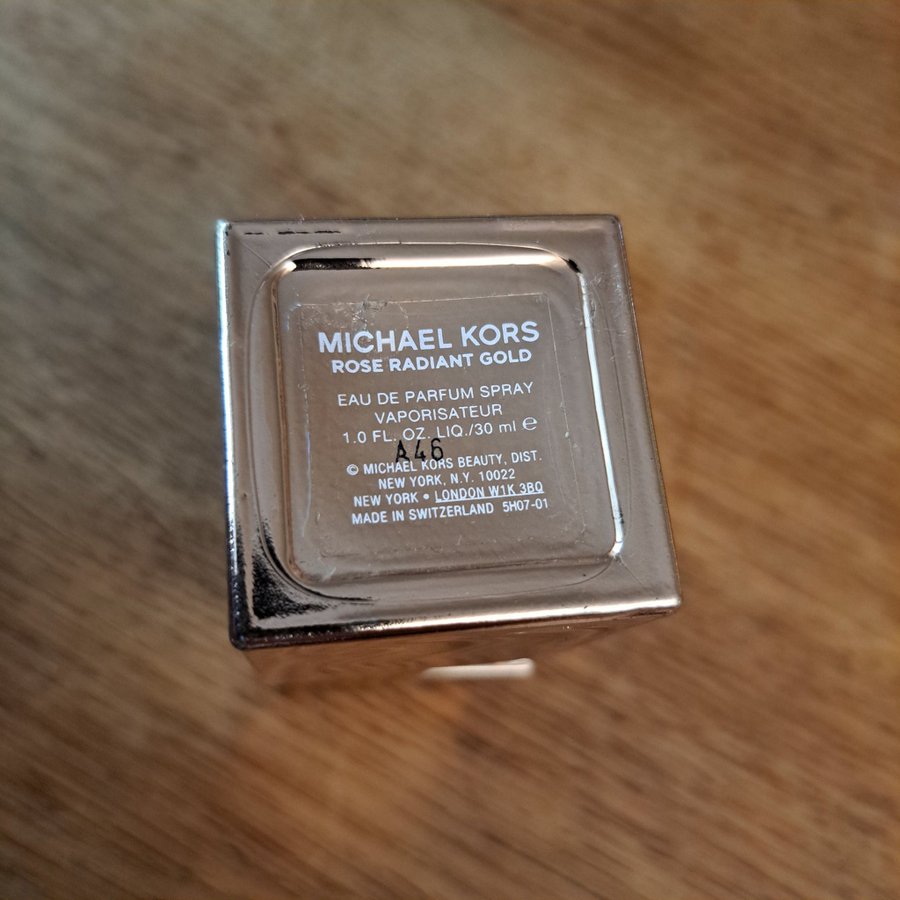 MICHAEL KORS
ROSE RADIANT GOLD
EAU DE PARFUM SPRAY
VAPORISATEUR
1.0 FL. OZ. LIQ./30 ml ℮
A46
© MICHAEL KORS BEAUTY, DIST.
NEW YORK, N.Y. 10022
NEW YORK • LONDON W1K 3BQ
MADE IN SWITZERLAND 5H07-01